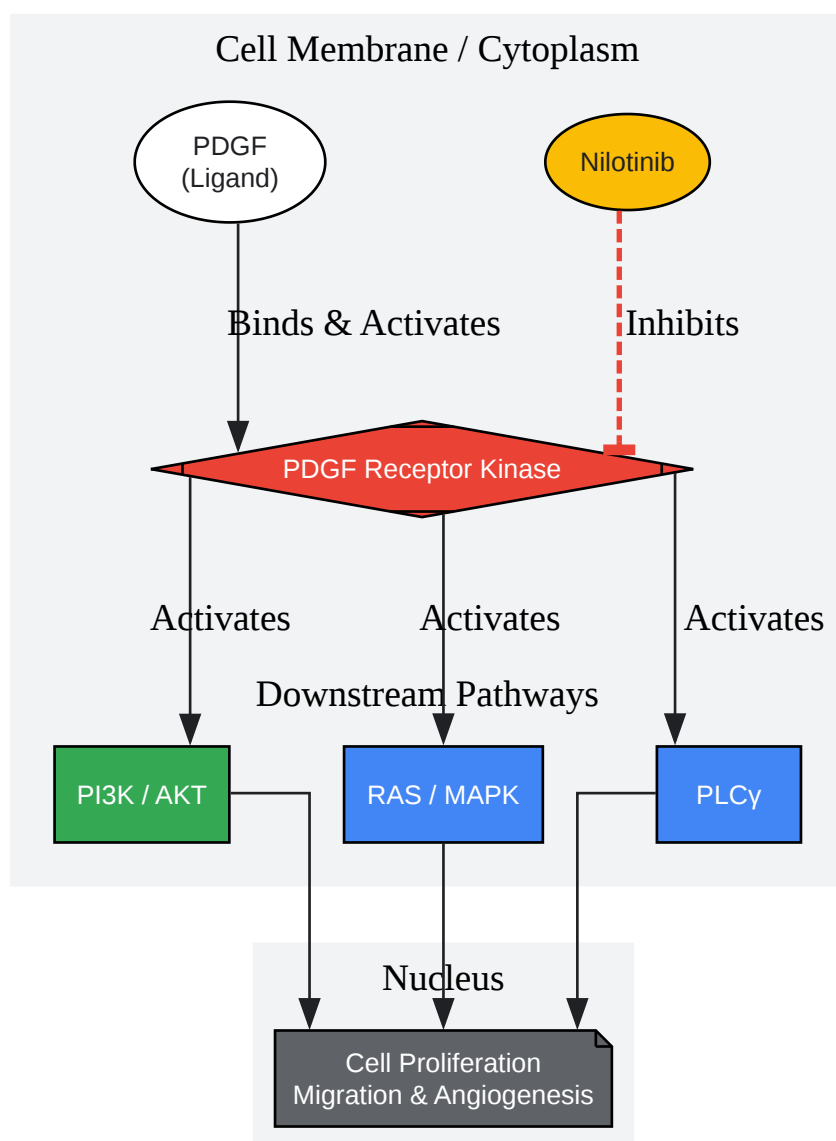 Cell Membrane / Cytoplasm
PDGF
(Ligand)
Nilotinib
Binds & Activates
Inhibits
PDGF Receptor Kinase
Activates
Activates
Activates
Downstream Pathways
PI3K / AKT
RAS / MAPK
PLCγ
Nucleus
Cell Proliferation
Migration & Angiogenesis